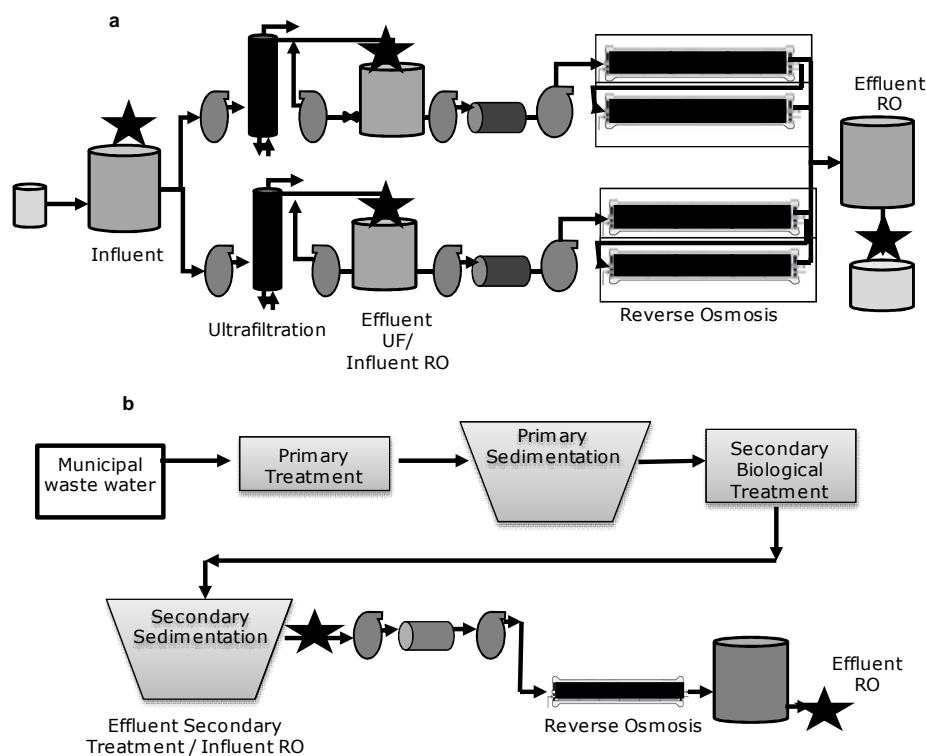 a
Effluent
RO
Influent
Ultrafiltration
Effluent
UF/
Influent RO
Reverse Osmosis
b
Municipal
waste water
Primary
Treatment
Primary
Sedimentation
Secondary
Biological
Treatment
Secondary
Sedimentation
Effluent Secondary
Treatment / Influent RO
Reverse Osmosis
Effluent
RO